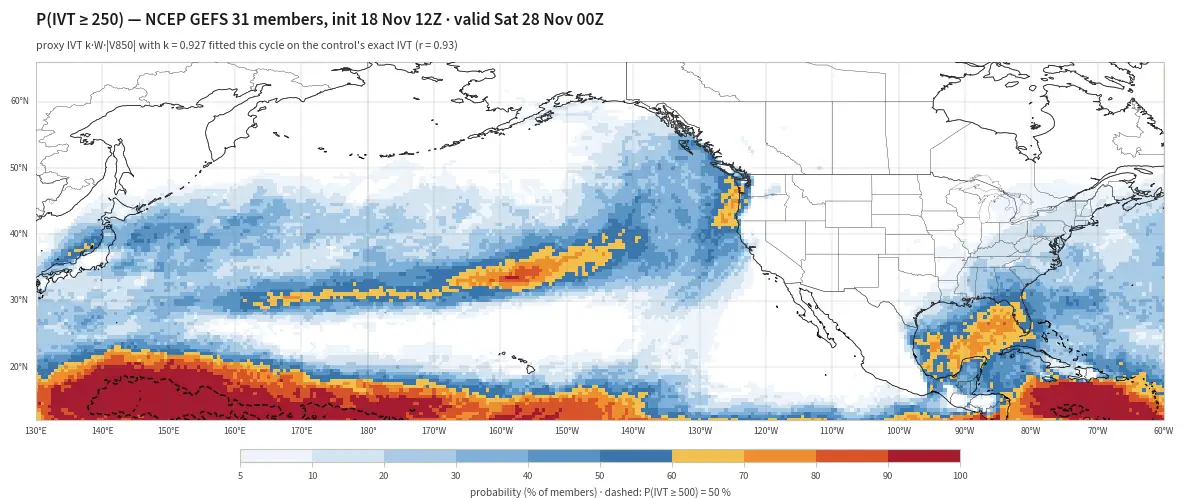 P(IVT ≥ 250) — NCEP GEFS 31 members, init 18 Nov 12Z · valid Sat 28 Nov 00Z
proxy IVT k·W·|V850| with k = 0.927 fitted this cycle on the control's exact IVT (r = 0.93)
60°N
50°N
40°N
30°N
20°N
130°E 140°E 150°E 160°E 170°E 180° 170°W 160°W 150°W 140°W 130°W 120°W 110°W 100°W 90°W 80°W 70°W 60°W
5 10 20 30 40 50 60 70 80 90 100
probability (% of members) · dashed: P(IVT ≥ 500) = 50 %